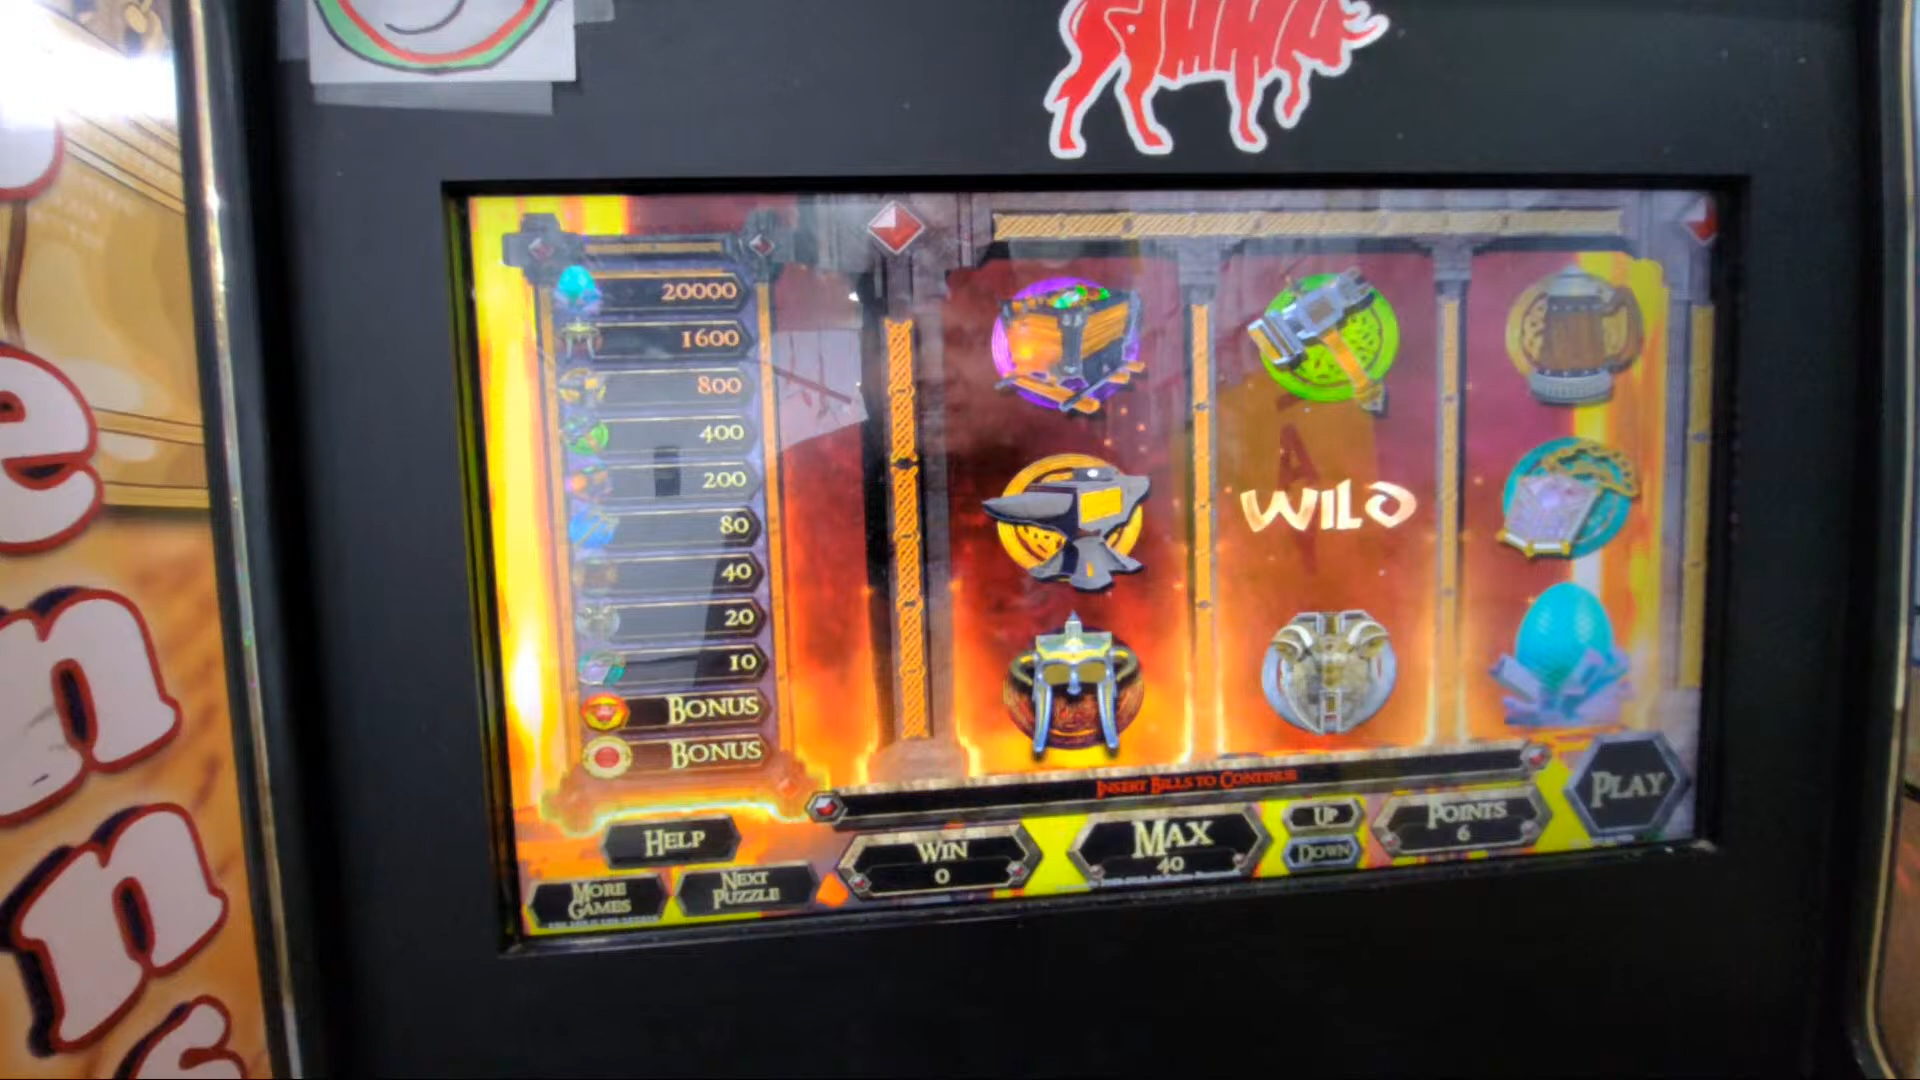 20000
1600
800
400
200
80
40
20
10
BONUS
BONUS
WILD
INSERT BILLS TO CONTINUE
HELP
MORE GAMES
NEXT PUZZLE
WIN
0
MAX
40
UP
DOWN
POINTS
6
PLAY
e
n
n